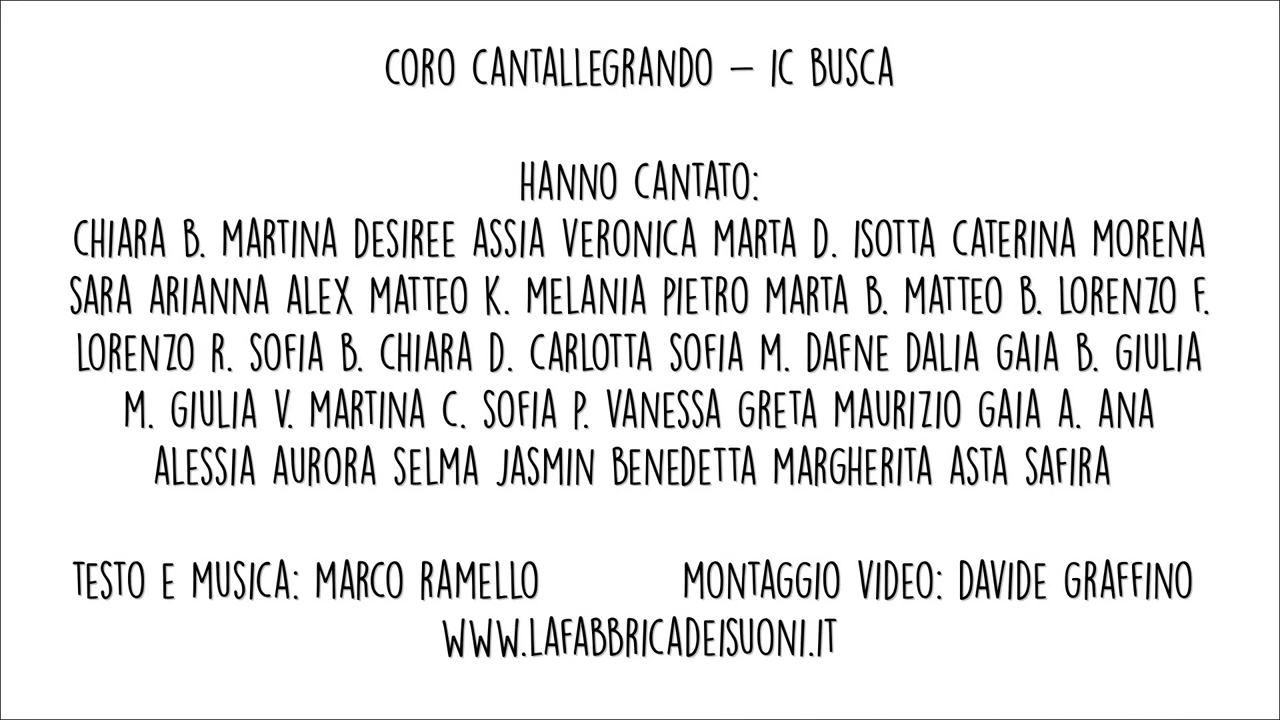 CORO CANTALLEGRANDO – IC BUSCA
HANNO CANTATO:
CHIARA B. MARTINA DESIREE ASSIA VERONICA MARTA D. ISOTTA CATERINA MORENA
SARA ARIANNA ALEX MATTEO K. MELANIA PIETRO MARTA B. MATTEO B. LORENZO F.
LORENZO R. SOFIA B. CHIARA D. CARLOTTA SOFIA M. DAFNE DALIA GAIA B. GIULIA
M. GIULIA V. MARTINA C. SOFIA P. VANESSA GRETA MAURIZIO GAIA A. ANA
ALESSIA AURORA SELMA JASMIN BENEDETTA MARGHERITA ASTA SAFIRA
TESTO E MUSICA: MARCO RAMELLO MONTAGGIO VIDEO: DAVIDE GRAFFINO
WWW.LAFABBRICADEISUONI.IT